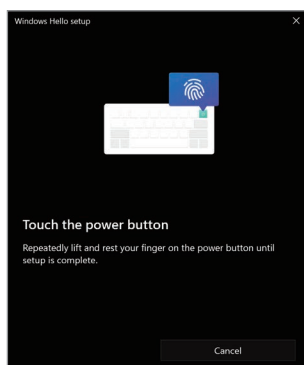 Windows Hello setup
Touch the power button
Repeatedly lift and rest your finger on the power button until
setup is complete.
Cancel